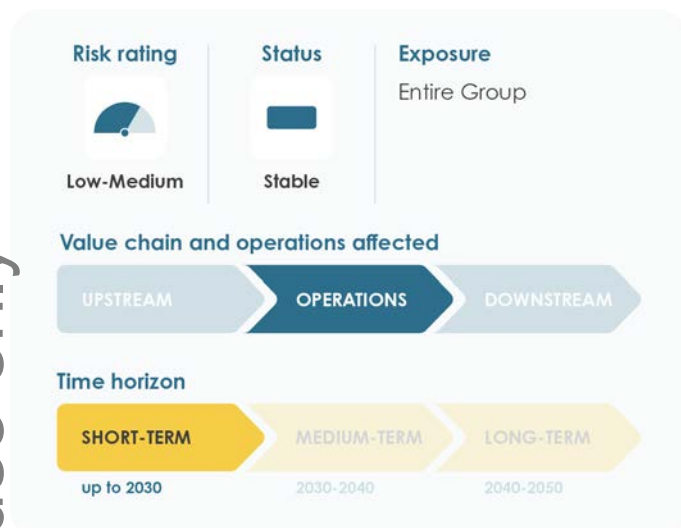 Risk rating
Status
Exposure
Entire Group
Low-Medium
Stable
Value chain and operations affected
UPSTREAM
OPERATIONS
DOWNSTREAM
Time horizon
SHORT-TERM
MEDIUM-TERM
LONG-TERM
up to 2030
2030-2040
2040-2050